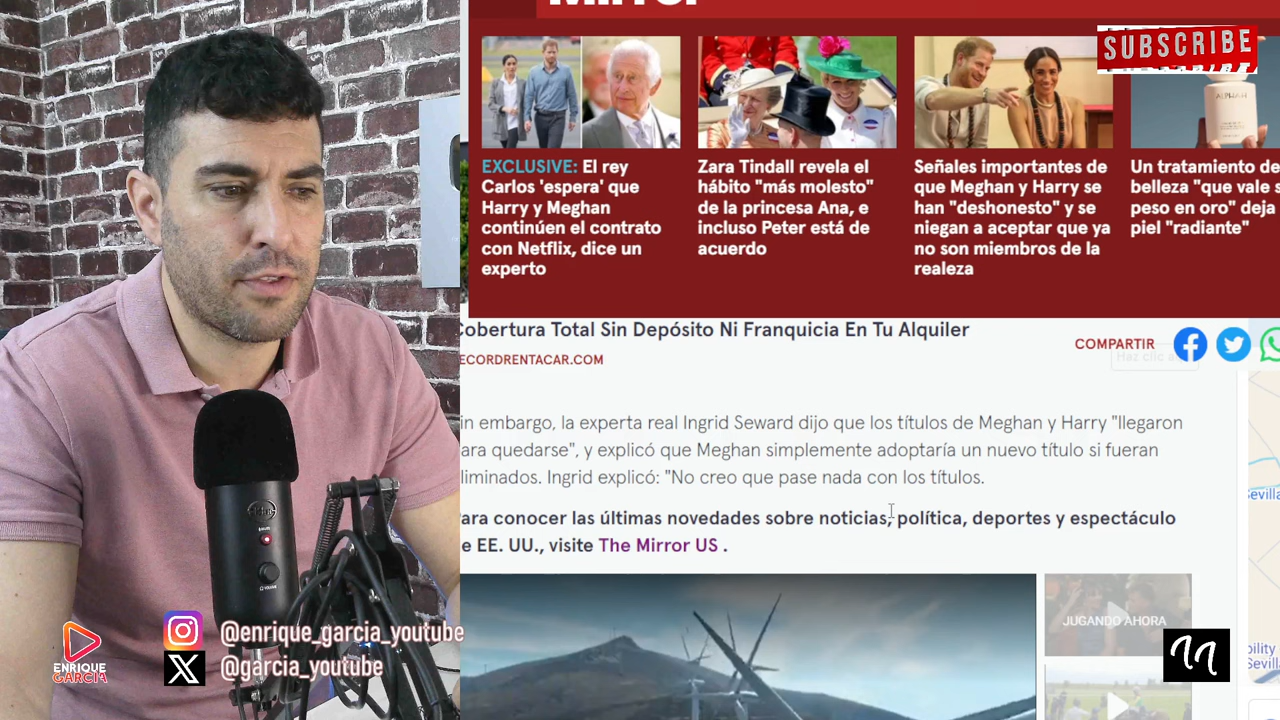 SUBSCRIBE
EXCLUSIVE: El rey
Carlos 'espera' que
Harry y Meghan
continúen el contrato
con Netflix, dice un
experto
Zara Tindall revela el
hábito "más molesto"
de la princesa Ana, e
incluso Peter está de
acuerdo
Señales importantes de
que Meghan y Harry se
han "deshonesto" y se
niegan a aceptar que ya
no son miembros de la
realeza
Un tratamiento de
belleza "que vale s
peso en oro" deja
piel "radiante"
Cobertura Total Sin Depósito Ni Franquicia En Tu Alquiler
ECORDRENTACAR.COM
COMPARTIR
Haz clic a
in embargo, la experta real Ingrid Seward dijo que los títulos de Meghan y Harry "llegaron
ara quedarse", y explicó que Meghan simplemente adoptaría un nuevo título si fueran
liminados. Ingrid explicó: "No creo que pase nada con los títulos.
ara conocer las últimas novedades sobre noticias, política, deportes y espectáculo
e EE. UU., visite The Mirror US .
JUGANDO AHORA
Sevilla
bility
Sevilla
@enrique_garcia_youtube
@garcia_youtube
ENRIQUE
GARCIA